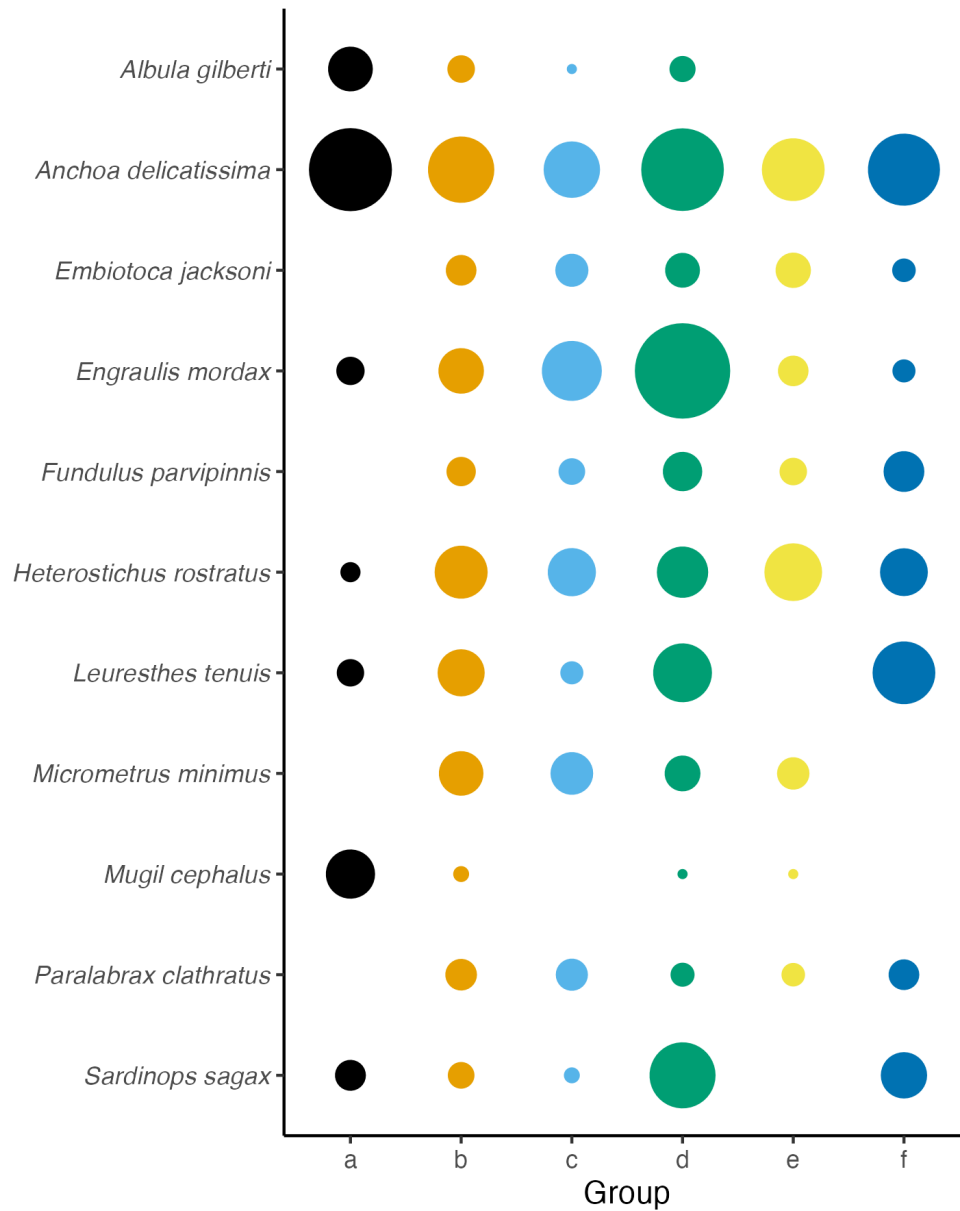 Albula gilberti
Anchoa delicatissima
Embiotoca jacksoni
Engraulis mordax
Fundulus parvipinnis
Heterostichus rostratus
Leuresthes tenuis
Micrometrus minimus
Mugil cephalus
Paralabrax clathratus
Sardinops sagax
a b c d e f
Group